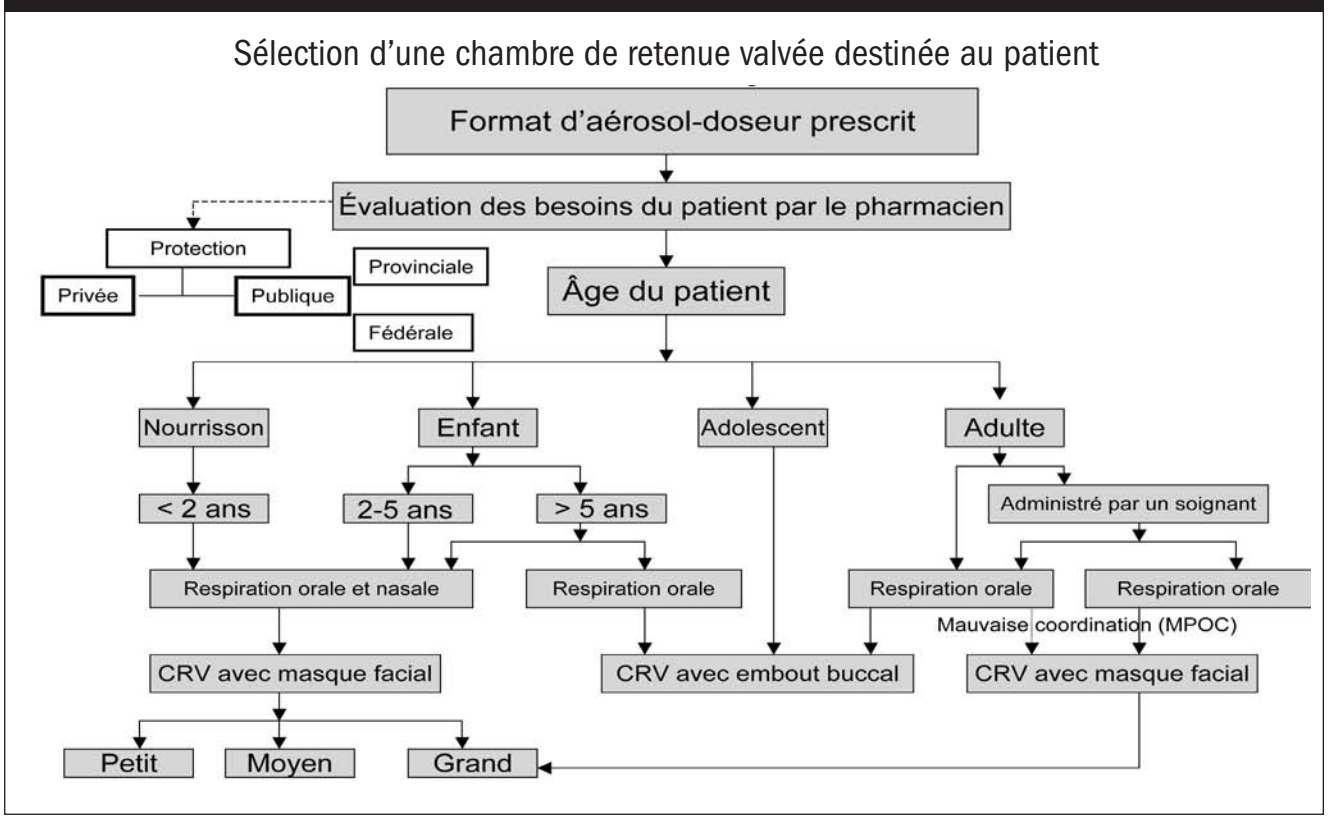 Sélection d’une chambre de retenue valvée destinée au patient
Format d’aérosol-doseur prescrit
Évaluation des besoins du patient par le pharmacien
Protection
Provinciale
Privée
Publique
Fédérale
Âge du patient
Nourrisson
Enfant
Adolescent
Adulte
< 2 ans
2-5 ans
> 5 ans
Administré par un soignant
Respiration orale et nasale
Respiration orale
Respiration orale
Respiration orale
Mauvaise coordination (MPOC)
CRV avec masque facial
CRV avec embout buccal
CRV avec masque facial
Petit
Moyen
Grand